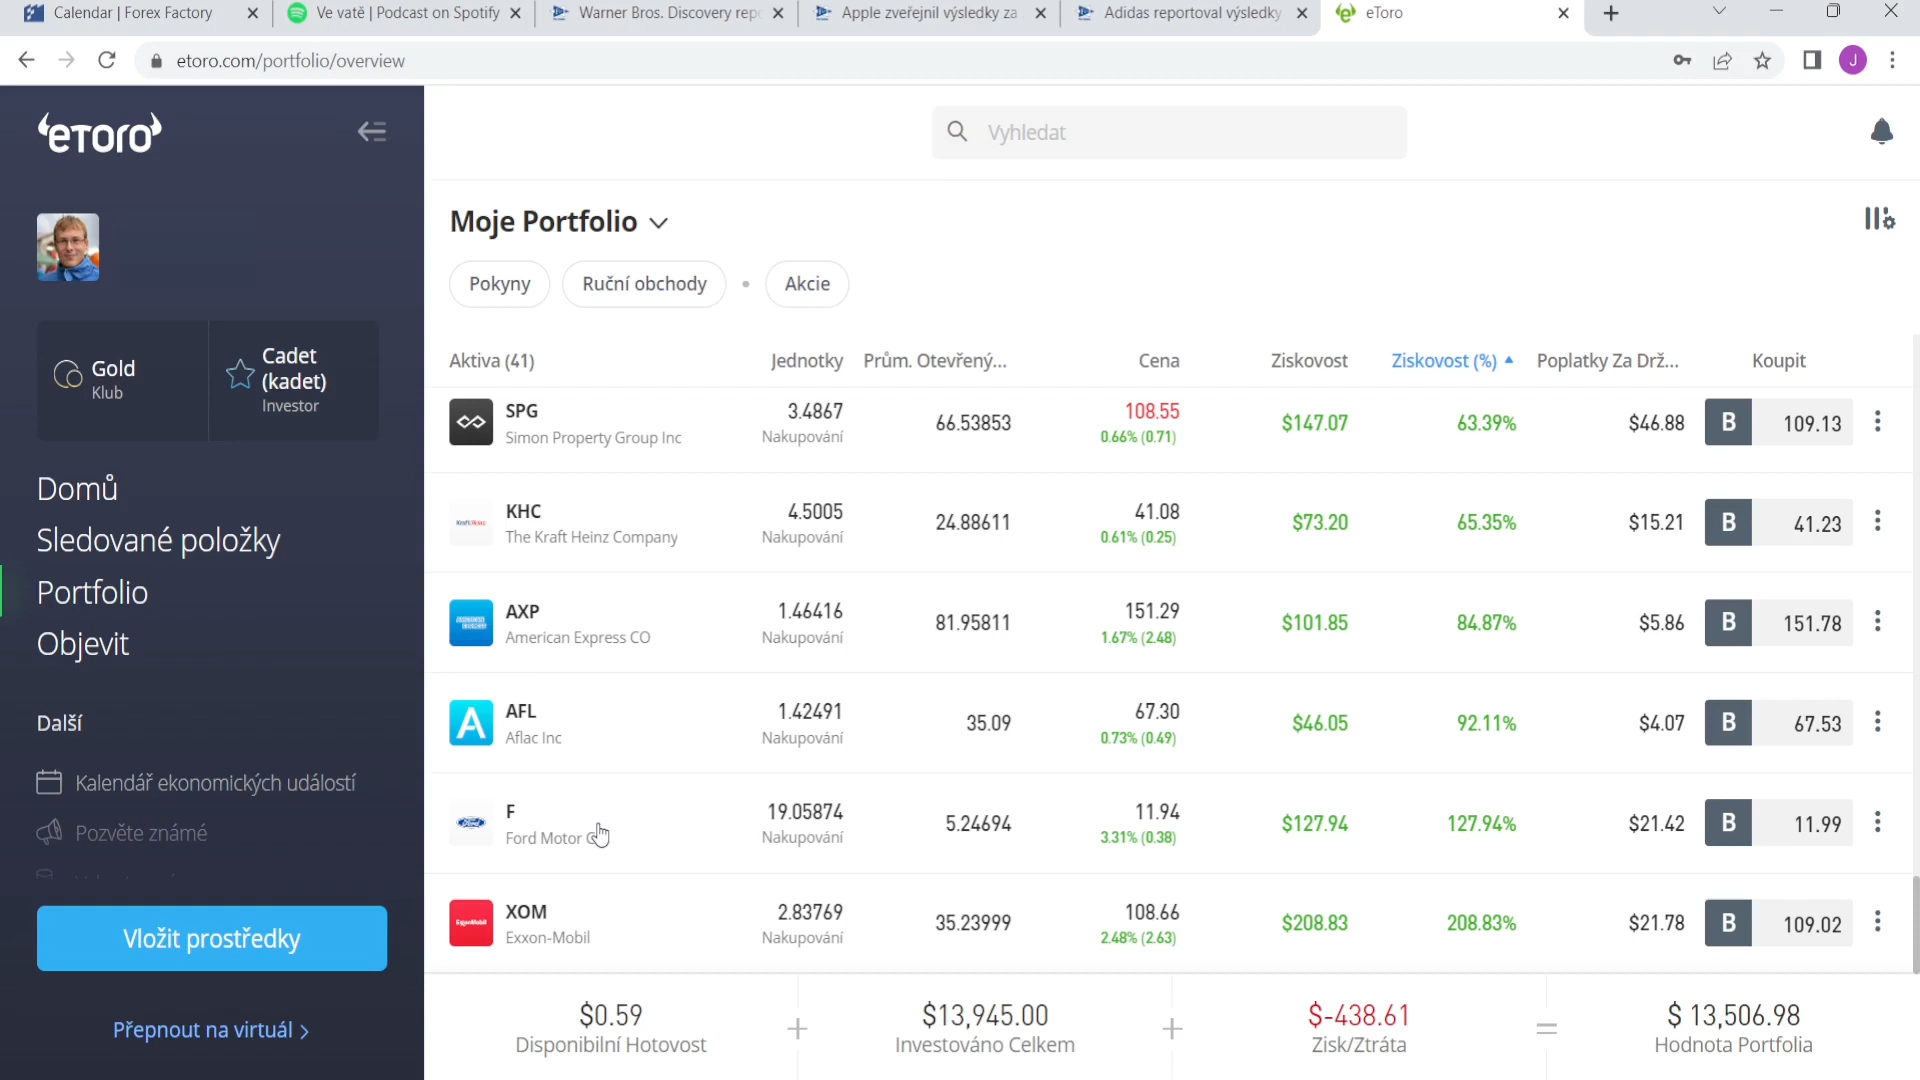 Calendar | Forex Factory
Ve vatě | Podcast on Spotify
Warner Bros. Discovery repo
Apple zveřejnil výsledky za
Adidas reportoval výsledky
eToro
etoro.com/portfolio/overview
J
eToro
Vyhledat
Moje Portfolio
Pokyny
Ruční obchody
Akcie
Gold
Klub
Cadet
(kadet)
Investor
Domů
Sledované položky
Portfolio
Objevit
Další
Kalendář ekonomických událostí
Pozvěte známé
Vložit prostředky
Přepnout na virtuál >
Aktiva (41) Jednotky Prům. Otevřený... Cena Ziskovost Ziskovost (%) Poplatky Za Drž... Koupit
SPG 3.4867 66.53853 108.55 $147.07 63.39% $46.88 B 109.13
Simon Property Group Inc Nakupování 0.66% (0.71)
KHC 4.5005 24.88611 41.08 $73.20 65.35% $15.21 B 41.23
Kraft Heinz The Kraft Heinz Company Nakupování 0.61% (0.25)
AXP 1.46416 81.95811 151.29 $101.85 84.87% $5.86 B 151.78
AMERICAN EXPRESS American Express CO Nakupování 1.67% (2.48)
A AFL 1.42491 35.09 67.30 $46.05 92.11% $4.07 B 67.53
Aflac Inc Nakupování 0.73% (0.49)
F 19.05874 5.24694 11.94 $127.94 127.94% $21.42 B 11.99
Ford Ford Motor Nakupování 3.31% (0.38)
XOM 2.83769 35.23999 108.66 $208.83 208.83% $21.78 B 109.02
ExxonMobil Exxon-Mobil Nakupování 2.48% (2.63)
$0.59 + $13,945.00 + $-438.61 = $ 13,506.98
Disponibilní Hotovost Investováno Celkem Zisk/Ztráta Hodnota Portfolia